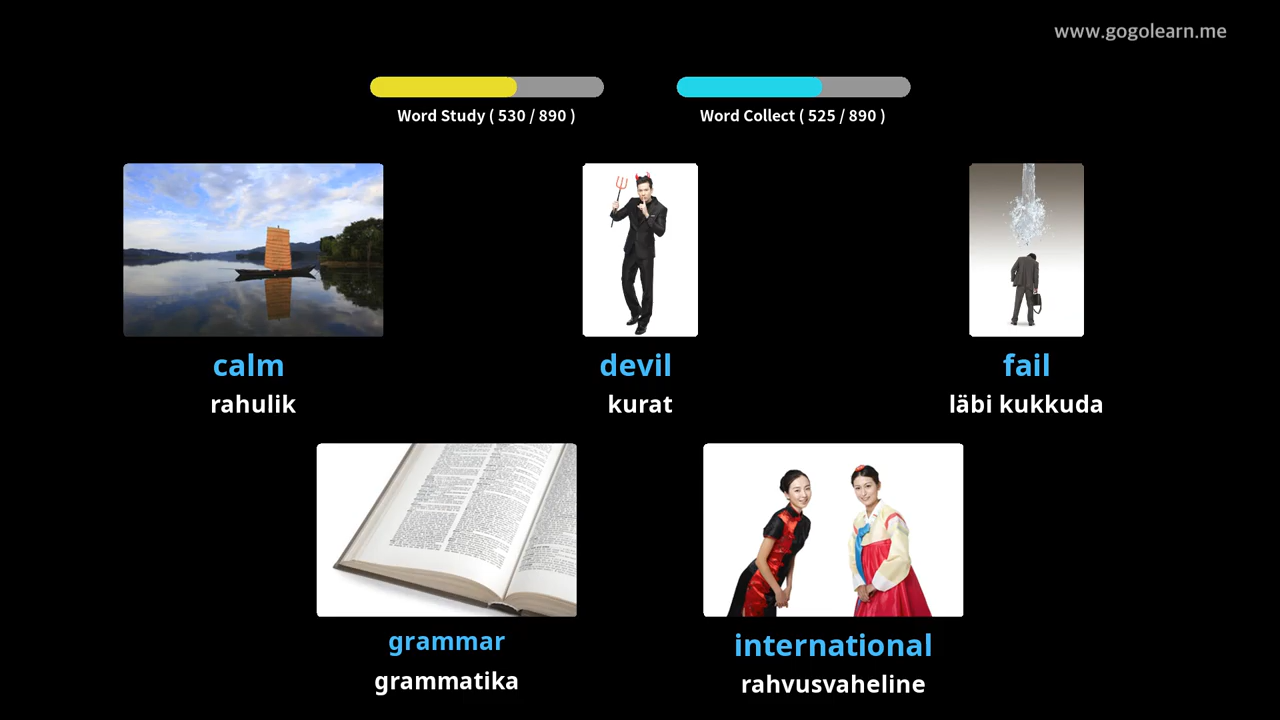 www.gogolearn.me
Word Study ( 530 / 890 )
Word Collect ( 525 / 890 )
calm
rahulik
devil
kurat
fail
läbi kukkuda
grammar
grammatika
international
rahvusvaheline